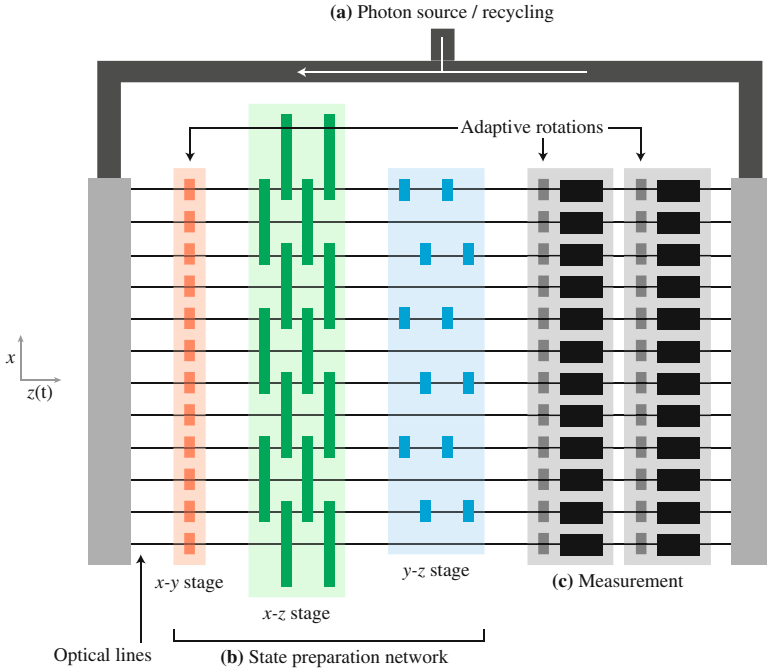 (a) Photon source / recycling
Adaptive rotations
x
z(t)
x-y stage
x-z stage
y-z stage
(c) Measurement
Optical lines
(b) State preparation network